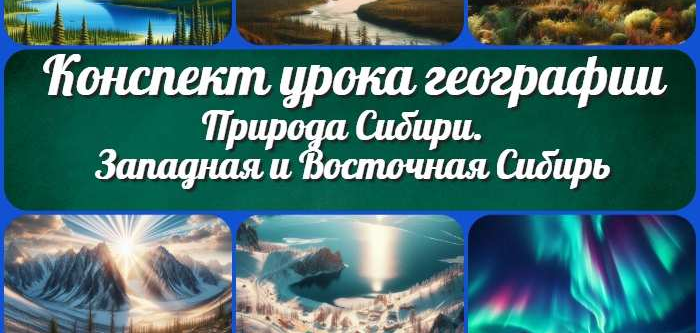 Конспект урока географии
Природа Сибири.
Западная и Восточная Сибирь